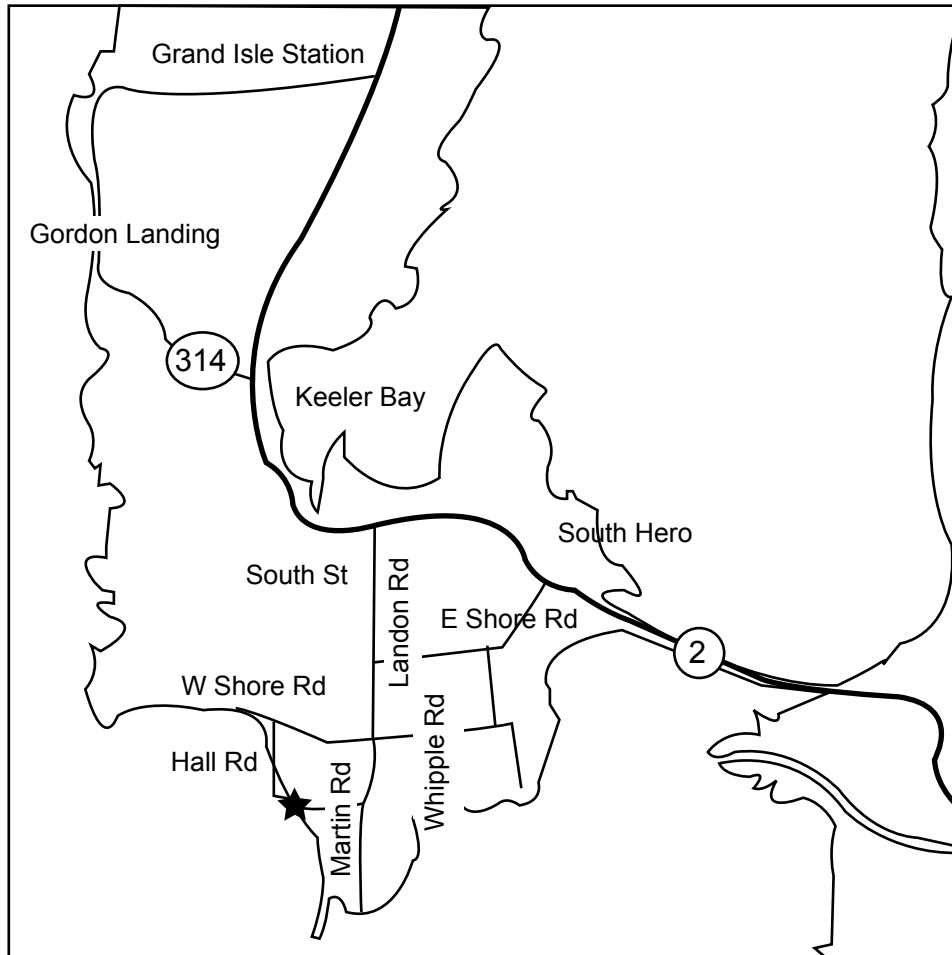 Grand Isle Station
Gordon Landing
314
Keeler Bay
South Hero
South St
Landon Rd
E Shore Rd
2
W Shore Rd
Whipple Rd
Hall Rd
Martin Rd